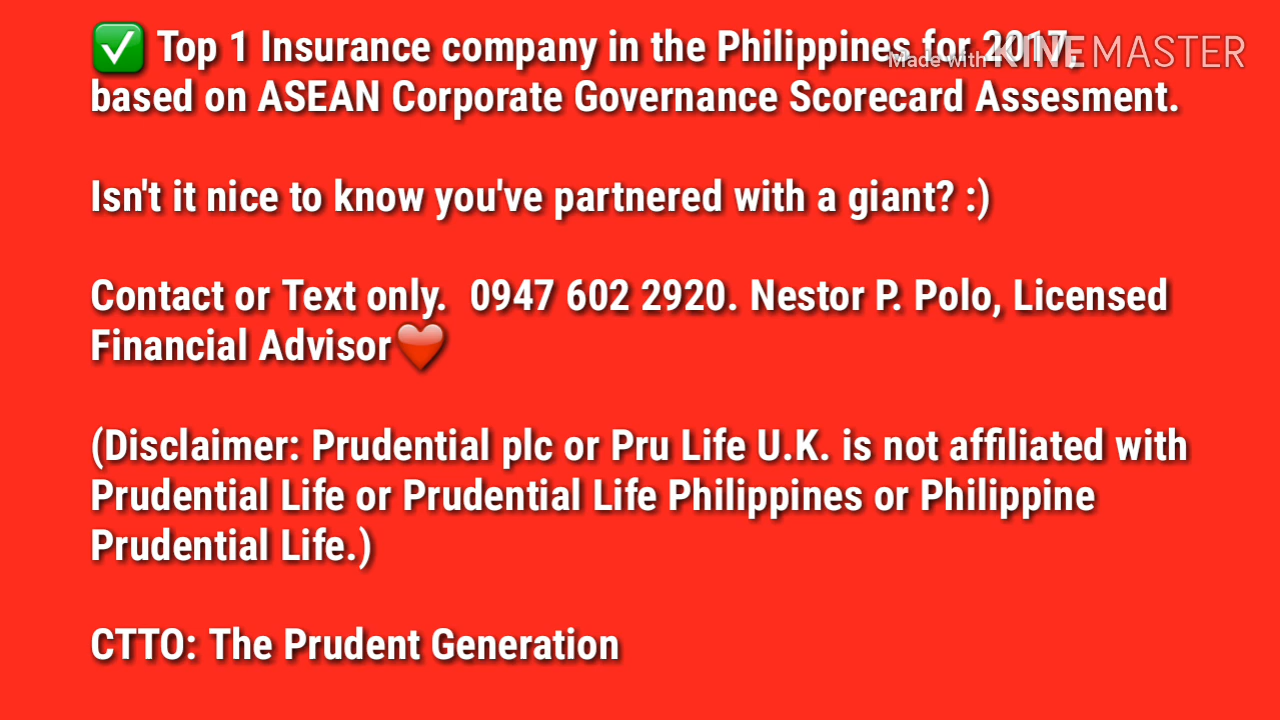 ✅ Top 1 Insurance company in the Philippines for 2017,
Made with KINEMASTER
based on ASEAN Corporate Governance Scorecard Assesment.
Isn't it nice to know you've partnered with a giant? :)
Contact or Text only.  0947 602 2920. Nestor P. Polo, Licensed
Financial Advisor❤
(Disclaimer: Prudential plc or Pru Life U.K. is not affiliated with
Prudential Life or Prudential Life Philippines or Philippine
Prudential Life.)
CTTO: The Prudent Generation